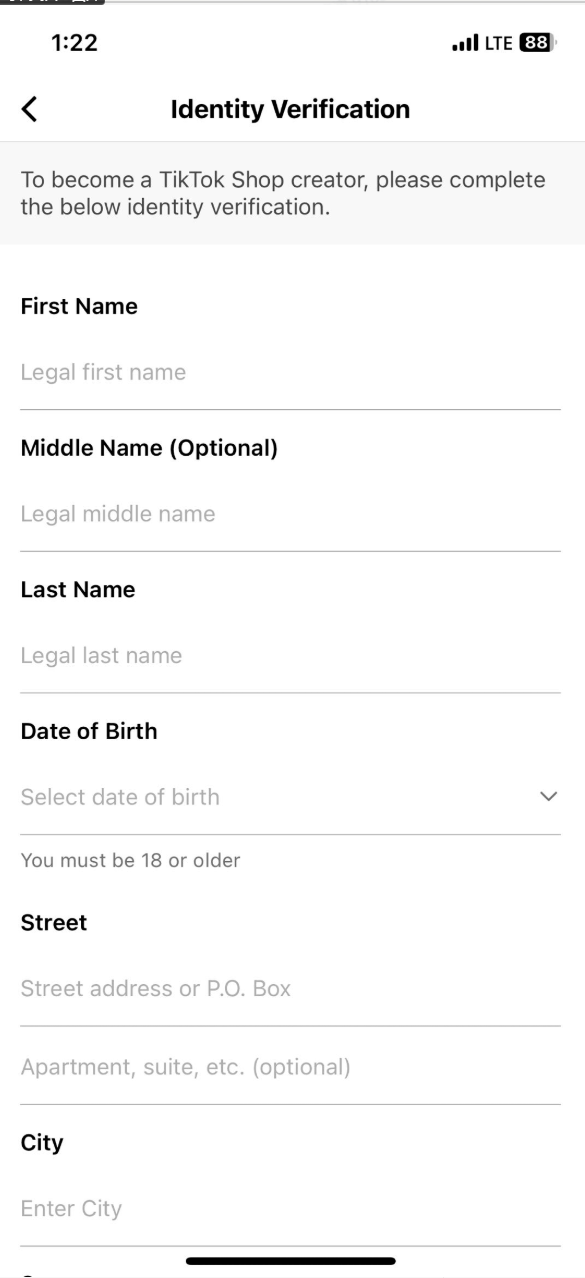 1:22 LTE 88
Identity Verification
To become a TikTok Shop creator, please complete
the below identity verification.
First Name
Legal first name
Middle Name (Optional)
Legal middle name
Last Name
Legal last name
Date of Birth
Select date of birth
You must be 18 or older
Street
Street address or P.O. Box
Apartment, suite, etc. (optional)
City
Enter City